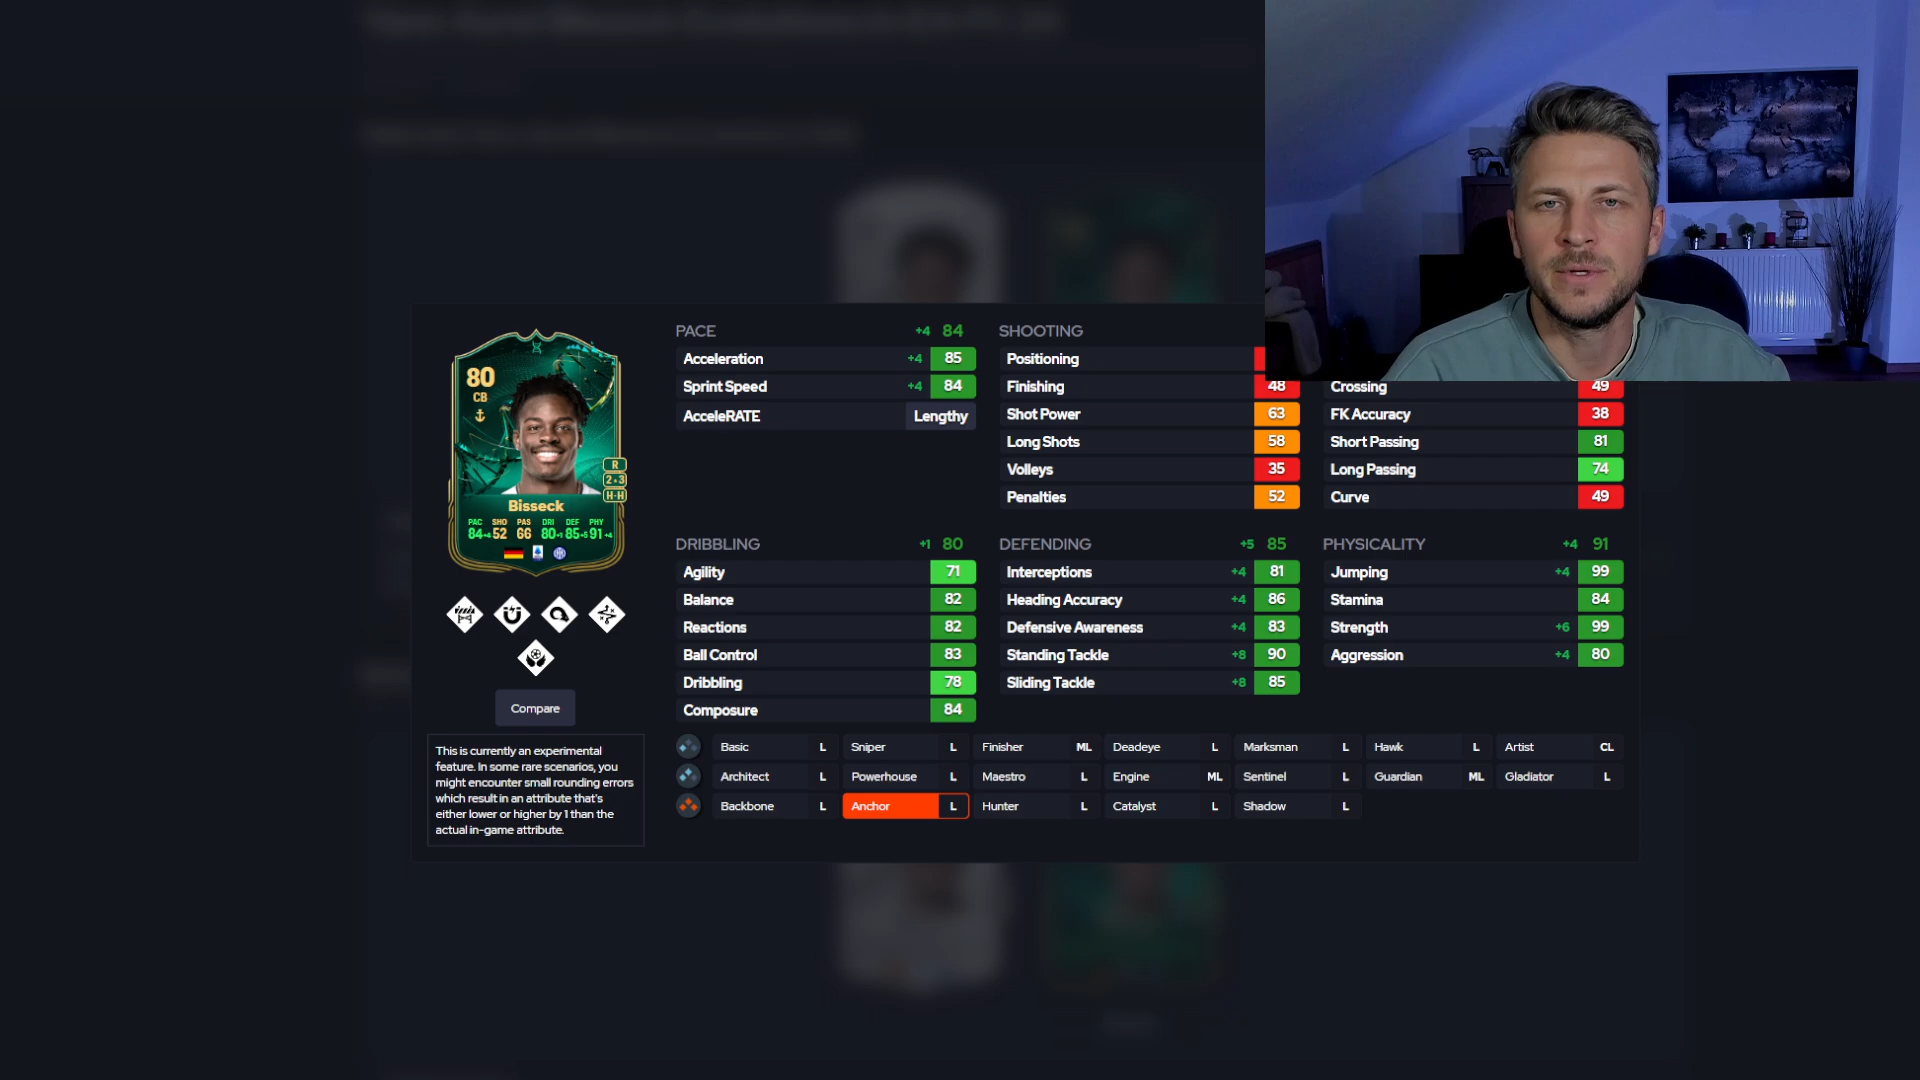 80
CB
R
2★3
H·H
Bisseck
PAC SHO PAS DRI DEF PHY
84+4 52 66 80+1 85+5 91+4
Compare
This is currently an experimental
feature. In some rare scenarios, you
might encounter small rounding errors
which result in an attribute that's
either lower or higher by 1 than the
actual in-game attribute.
PACE +4 84
Acceleration +4 85
Sprint Speed +4 84
AcceleRATE Lengthy
SHOOTING
Positioning
Finishing 48
Shot Power 63
Long Shots 58
Volleys 35
Penalties 52
Crossing 49
FK Accuracy 38
Short Passing 81
Long Passing 74
Curve 49
DRIBBLING +1 80
Agility 71
Balance 82
Reactions 82
Ball Control 83
Dribbling 78
Composure 84
DEFENDING +5 85
Interceptions +4 81
Heading Accuracy +4 86
Defensive Awareness +4 83
Standing Tackle +8 90
Sliding Tackle +8 85
PHYSICALITY +4 91
Jumping +4 99
Stamina 84
Strength +6 99
Aggression +4 80
Basic L Sniper L Finisher ML Deadeye L Marksman L Hawk L Artist CL
Architect L Powerhouse L Maestro L Engine ML Sentinel L Guardian ML Gladiator L
Backbone L Anchor L Hunter L Catalyst L Shadow L